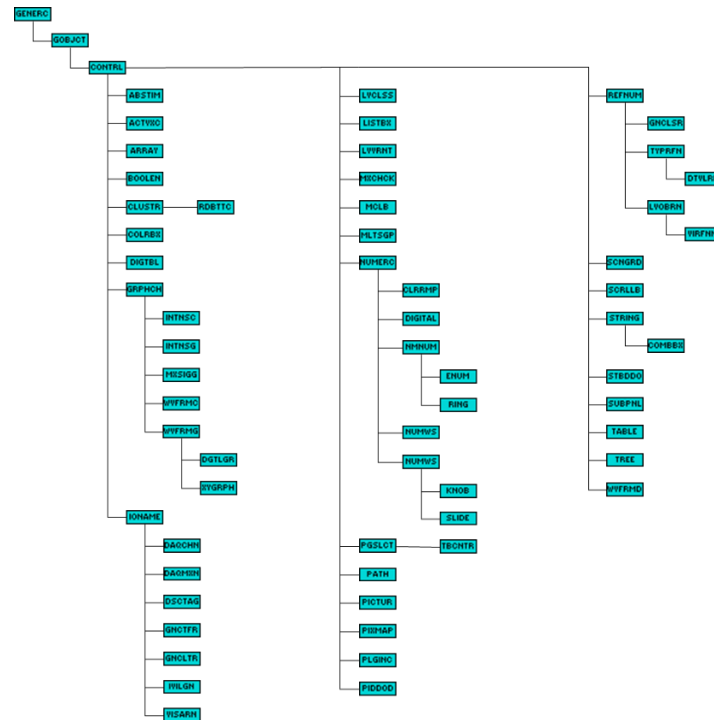 GENERC
GOBJCT
CONTRL
ABSTIM
ACTVXC
ARRAY
BOOLEN
CLUSTR
RDBTTC
COLRBX
DIGTBL
GRPHCH
INTNSC
INTNSG
MXSIGG
WVFRMC
WVFRMG
DGTLGR
XYGRPH
IONAME
DAQCHN
DAQMXN
DSCTAG
GNCTFR
GNCLTR
IVILGN
VISARN
LVCLSS
LISTBX
LVVRNT
MXCHCK
MCLB
MLTSGP
NUMERC
CLRRMP
DIGITAL
NMNUM
ENUM
RING
NUMWS
NUMWS
KNOB
SLIDE
PGSLCT
TBCNTR
PATH
PICTUR
PIXMAP
PLGINC
PIDDOD
REFNUM
GNCLSR
TYPRFN
DTVLR
LVOBRN
VIRFNN
SCNGRD
SCRLLB
STRING
COMBBX
STBDDO
SUBPNL
TABLE
TREE
WVFRMD